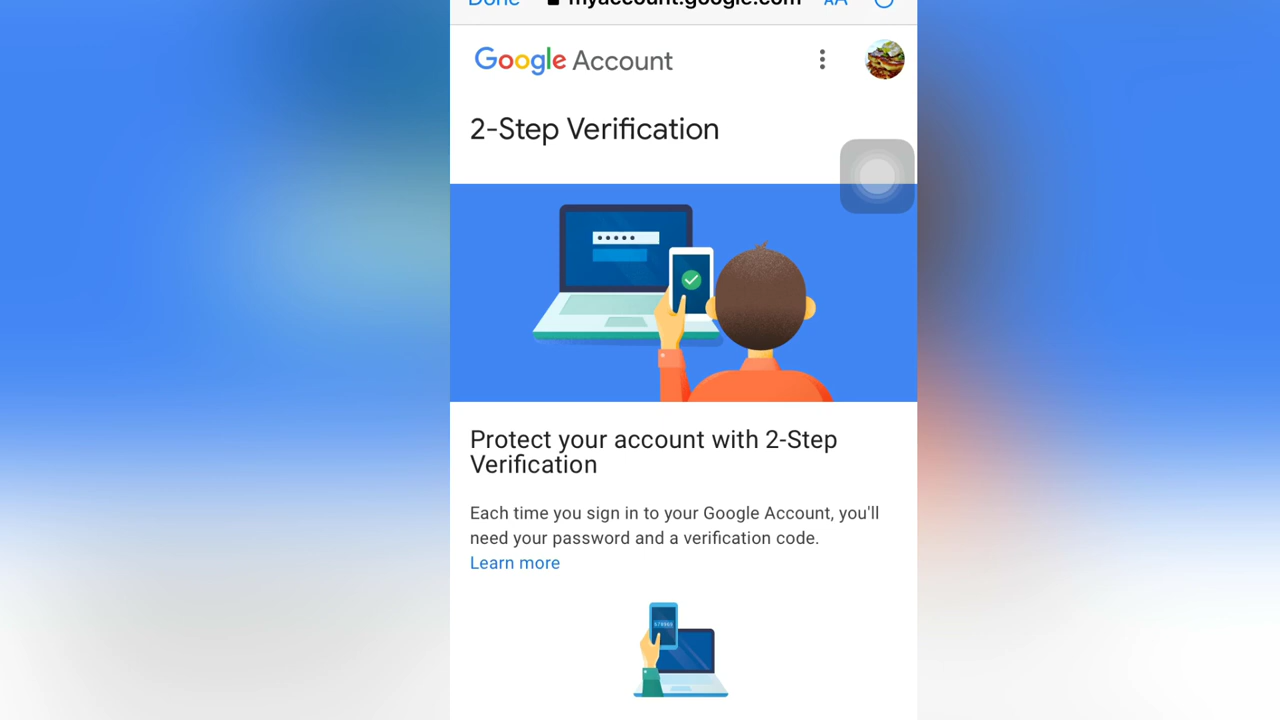 Done myaccount.google.com AA
Google Account
2-Step Verification
Protect your account with 2-Step
Verification
Each time you sign in to your Google Account, you'll
need your password and a verification code.
Learn more